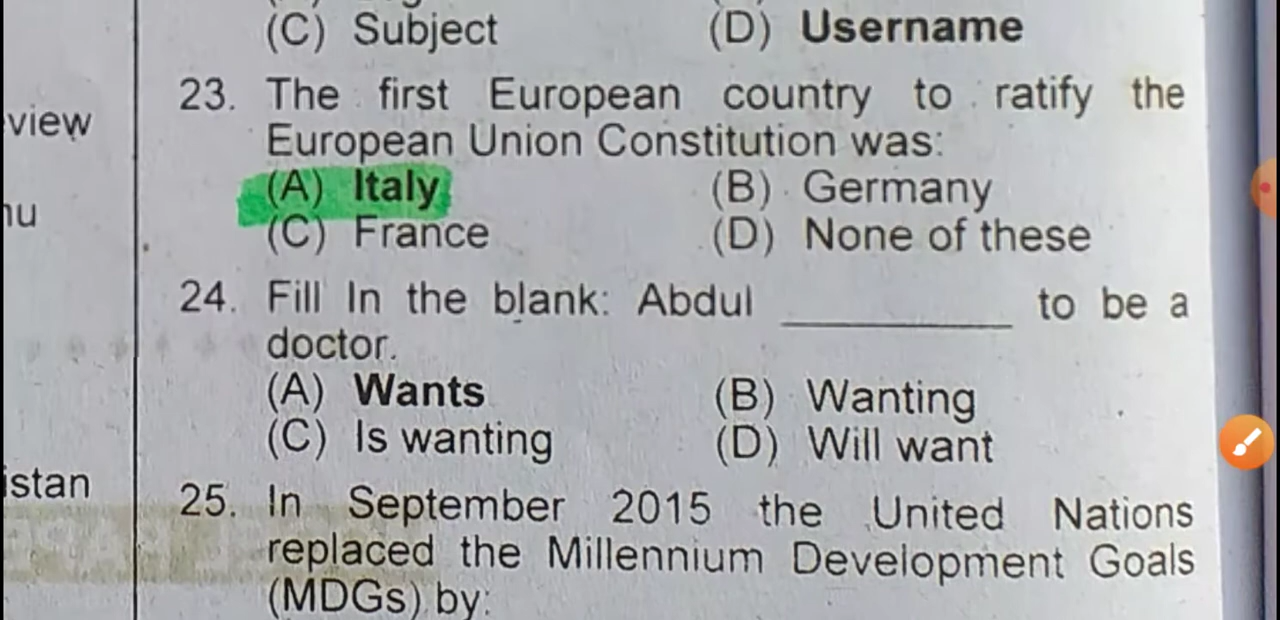 (C) Subject (D) Username
23. The first European country to ratify the
European Union Constitution was:
(A) Italy (B) Germany
(C) France (D) None of these
24. Fill In the blank: Abdul ____________ to be a
doctor.
(A) Wants (B) Wanting
(C) Is wanting (D) Will want
25. In September 2015 the United Nations
replaced the Millennium Development Goals
(MDGs) by:
view
istan